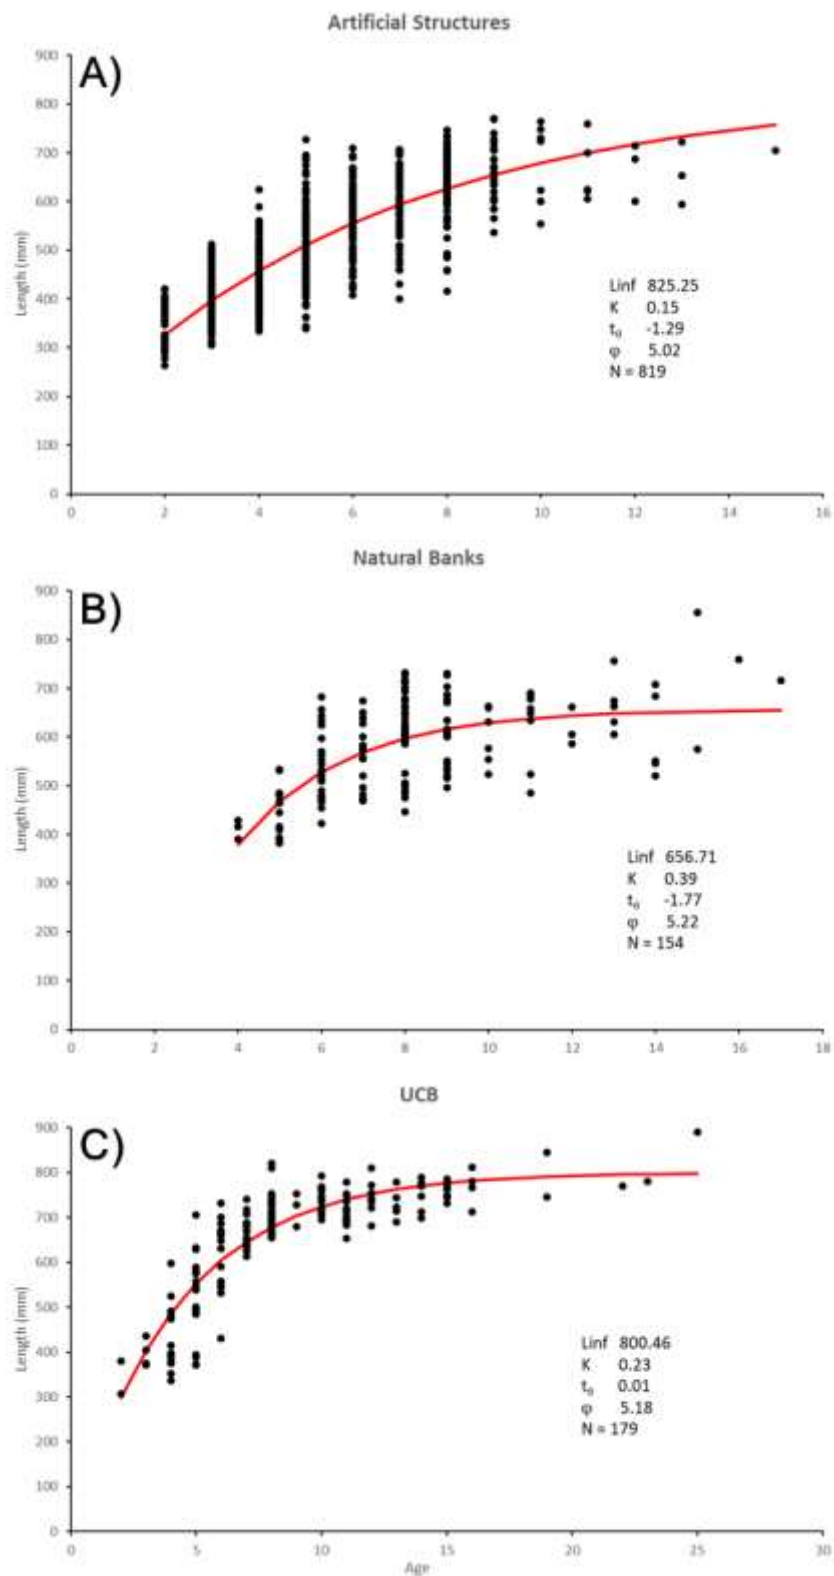 Artificial Structures
A)
900
800
700
600
500
400
300
200
100
0
Length (mm)
Linf 825.25
K 0.15
t₀ -1.29
φ 5.02
N = 819
0 2 4 6 8 10 12 14 16
Natural Banks
B)
900
800
700
600
500
400
300
200
100
0
Length (mm)
Linf 656.71
K 0.39
t₀ -1.77
φ 5.22
N = 154
0 2 4 6 8 10 12 14 16 18
UCB
C)
900
800
700
600
500
400
300
200
100
0
Length (mm)
Linf 800.46
K 0.23
t₀ 0.01
φ 5.18
N = 179
0 5 10 15 20 25 30
Age